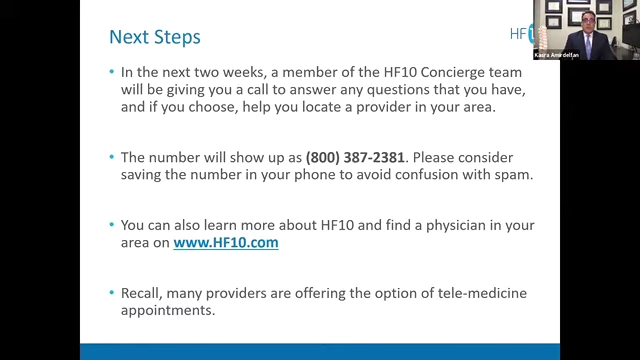 Next Steps
HF10
Kasra Amirdelfan
• In the next two weeks, a member of the HF10 Concierge team
will be giving you a call to answer any questions that you have,
and if you choose, help you locate a provider in your area.
• The number will show up as (800) 387-2381. Please consider
saving the number in your phone to avoid confusion with spam.
• You can also learn more about HF10 and find a physician in your
area on www.HF10.com
• Recall, many providers are offering the option of tele-medicine
appointments.